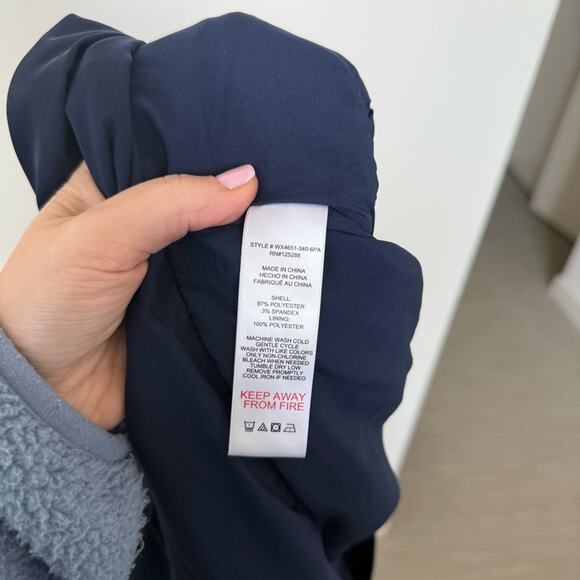 STYLE # WX4651-340-6PA
RN#125288
MADE IN CHINA
HECHO IN CHINA
FABRIQUÉ AU CHINA
SHELL:
97% POLYESTER
3% SPANDEX
LINING:
100% POLYESTER
MACHINE WASH COLD
GENTLE CYCLE
WASH WITH LIKE COLORS
ONLY NON-CHLORINE
BLEACH WHEN NEEDED
TUMBLE DRY LOW
REMOVE PROMPTLY
COOL IRON IF NEEDED
KEEP AWAY
FROM FIRE